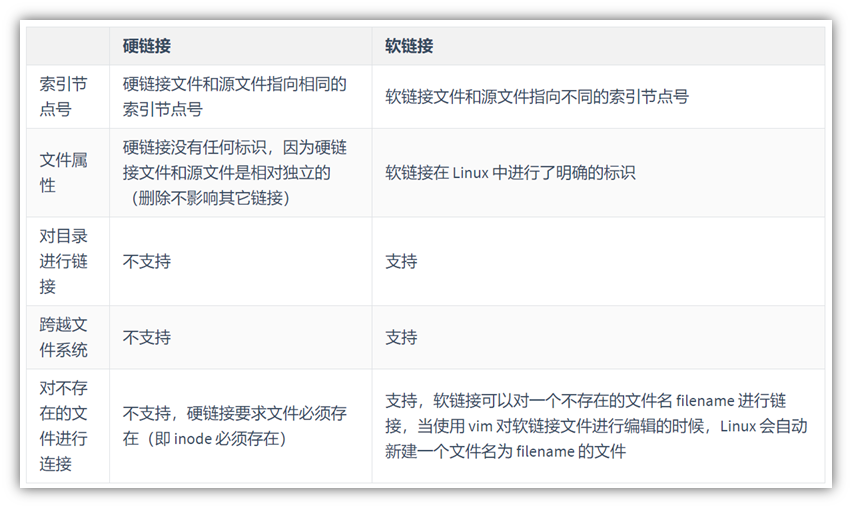 硬链接 软链接
索引节
点号
硬链接文件和源文件指向相同的
索引节点号
软链接文件和源文件指向不同的索引节点号
文件属
性
硬链接没有任何标识，因为硬链
接文件和源文件是相对独立的
（删除不影响其它链接）
软链接在 Linux 中进行了明确的标识
对目录
进行链
接
不支持
支持
跨越文
件系统
不支持
支持
对不存
在的文
件进行
连接
不支持，硬链接要求文件必须存
在（即 inode 必须存在）
支持，软链接可以对一个不存在的文件名 filename 进行链
接，当使用 vim 对软链接文件进行编辑的时候，Linux 会自动
新建一个文件名为 filename 的文件